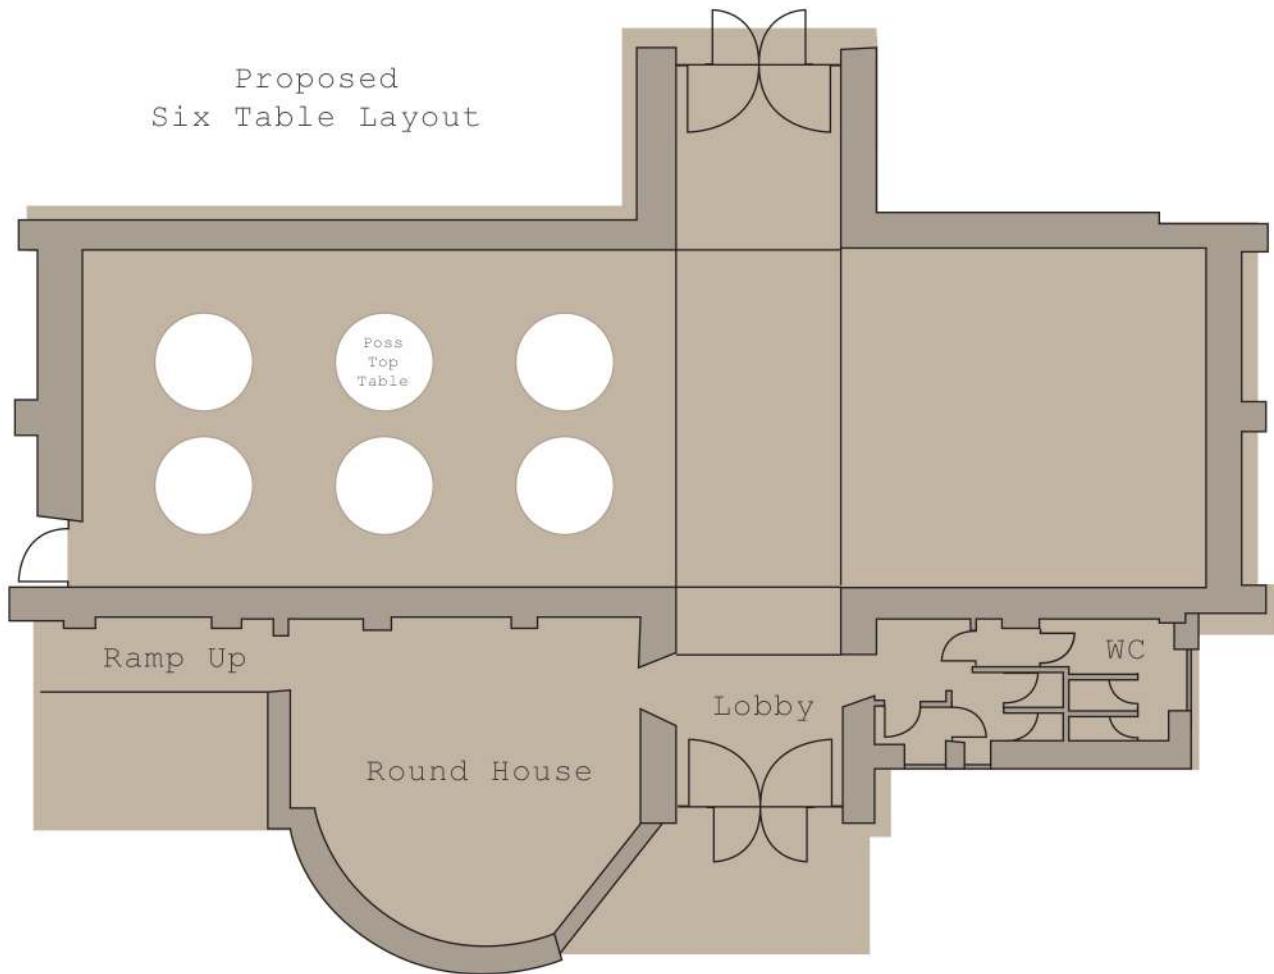 Proposed
Six Table Layout
Poss
Top
Table
Ramp Up
WC
Lobby
Round House